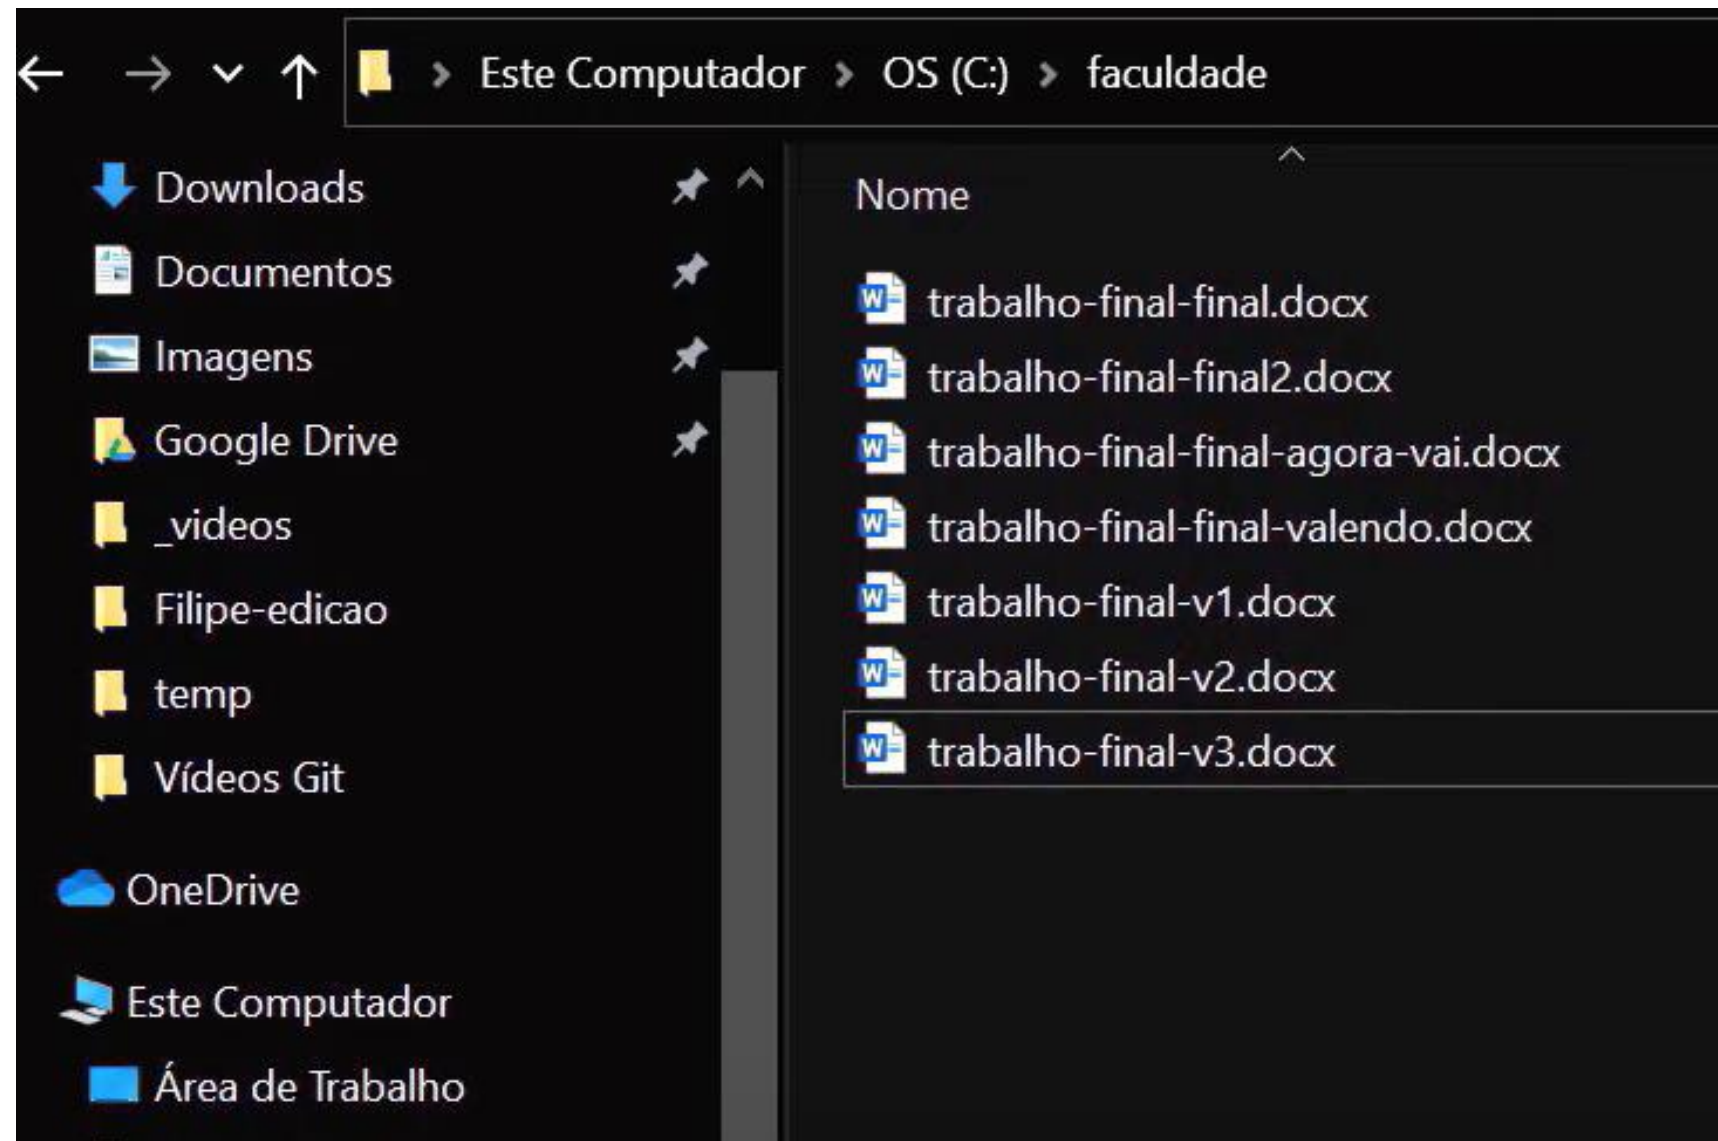 Este Computador > OS (C:) > faculdade
Downloads
Documentos
Imagens
Google Drive
_videos
Filipe-edicao
temp
Vídeos Git
OneDrive
Este Computador
Área de Trabalho
Nome
trabalho-final-final.docx
trabalho-final-final2.docx
trabalho-final-final-agora-vai.docx
trabalho-final-final-valendo.docx
trabalho-final-v1.docx
trabalho-final-v2.docx
trabalho-final-v3.docx